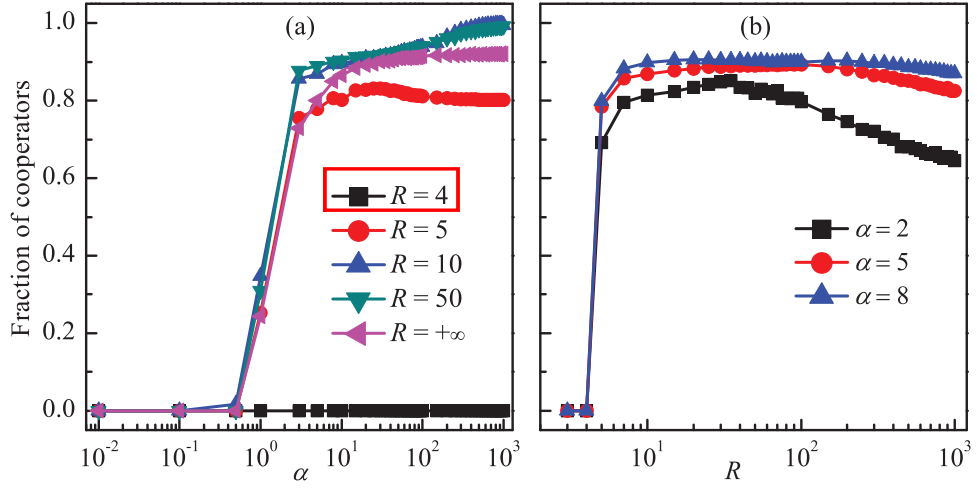 Fraction of cooperators
(a)
1.0
0.8
0.6
0.4
0.2
0.0
R = 4
R = 5
R = 10
R = 50
R = +∞
10⁻² 10⁻¹ 10⁰ 10¹ 10² 10³
α
(b)
α = 2
α = 5
α = 8
10¹ 10² 10³
R